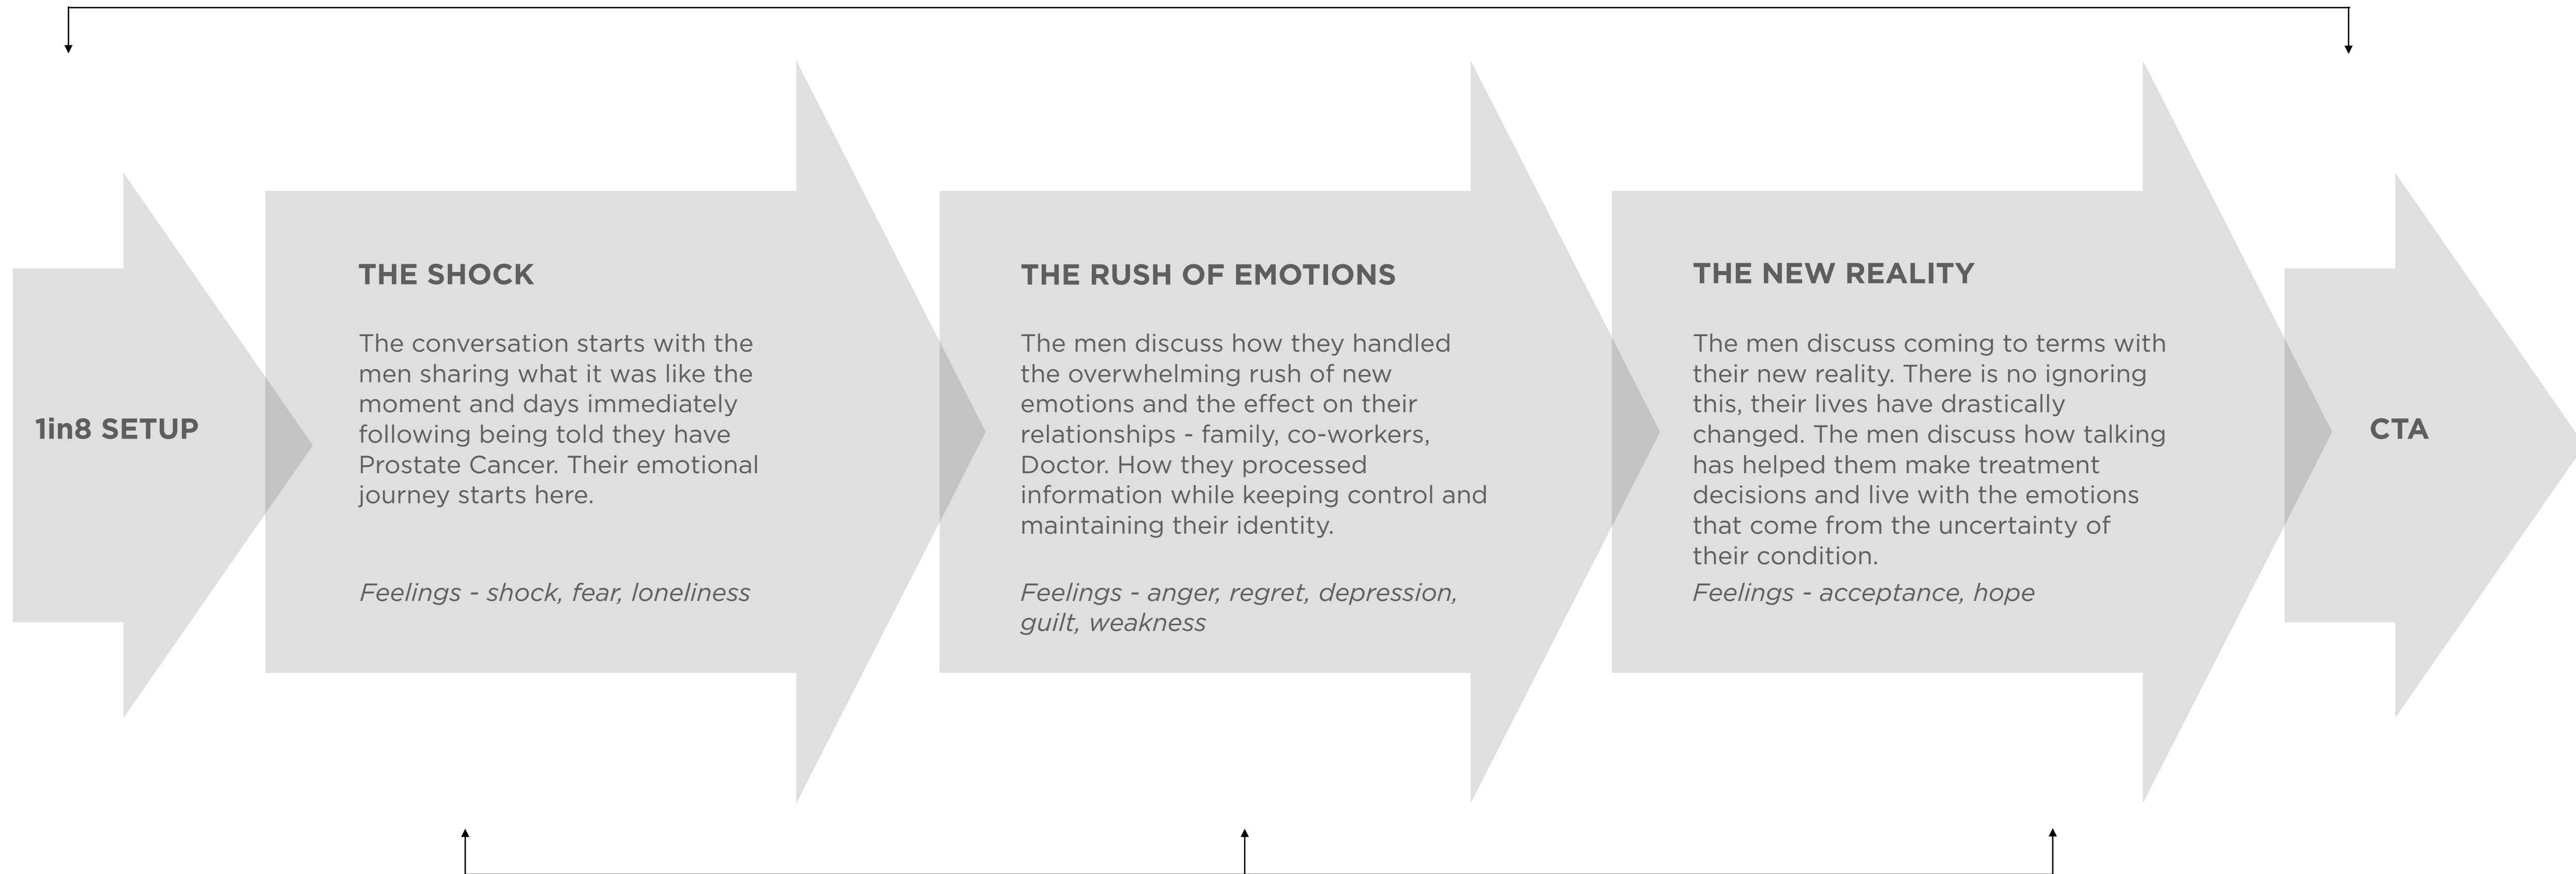 1in8 SETUP
THE SHOCK
The conversation starts with the
men sharing what it was like the
moment and days immediately
following being told they have
Prostate Cancer. Their emotional
journey starts here.
Feelings - shock, fear, loneliness
THE RUSH OF EMOTIONS
The men discuss how they handled
the overwhelming rush of new
emotions and the effect on their
relationships - family, co-workers,
Doctor. How they processed
information while keeping control and
maintaining their identity.
Feelings - anger, regret, depression,
guilt, weakness
THE NEW REALITY
The men discuss coming to terms with
their new reality. There is no ignoring
this, their lives have drastically
changed. The men discuss how talking
has helped them make treatment
decisions and live with the emotions
that come from the uncertainty of
their condition.
Feelings - acceptance, hope
CTA